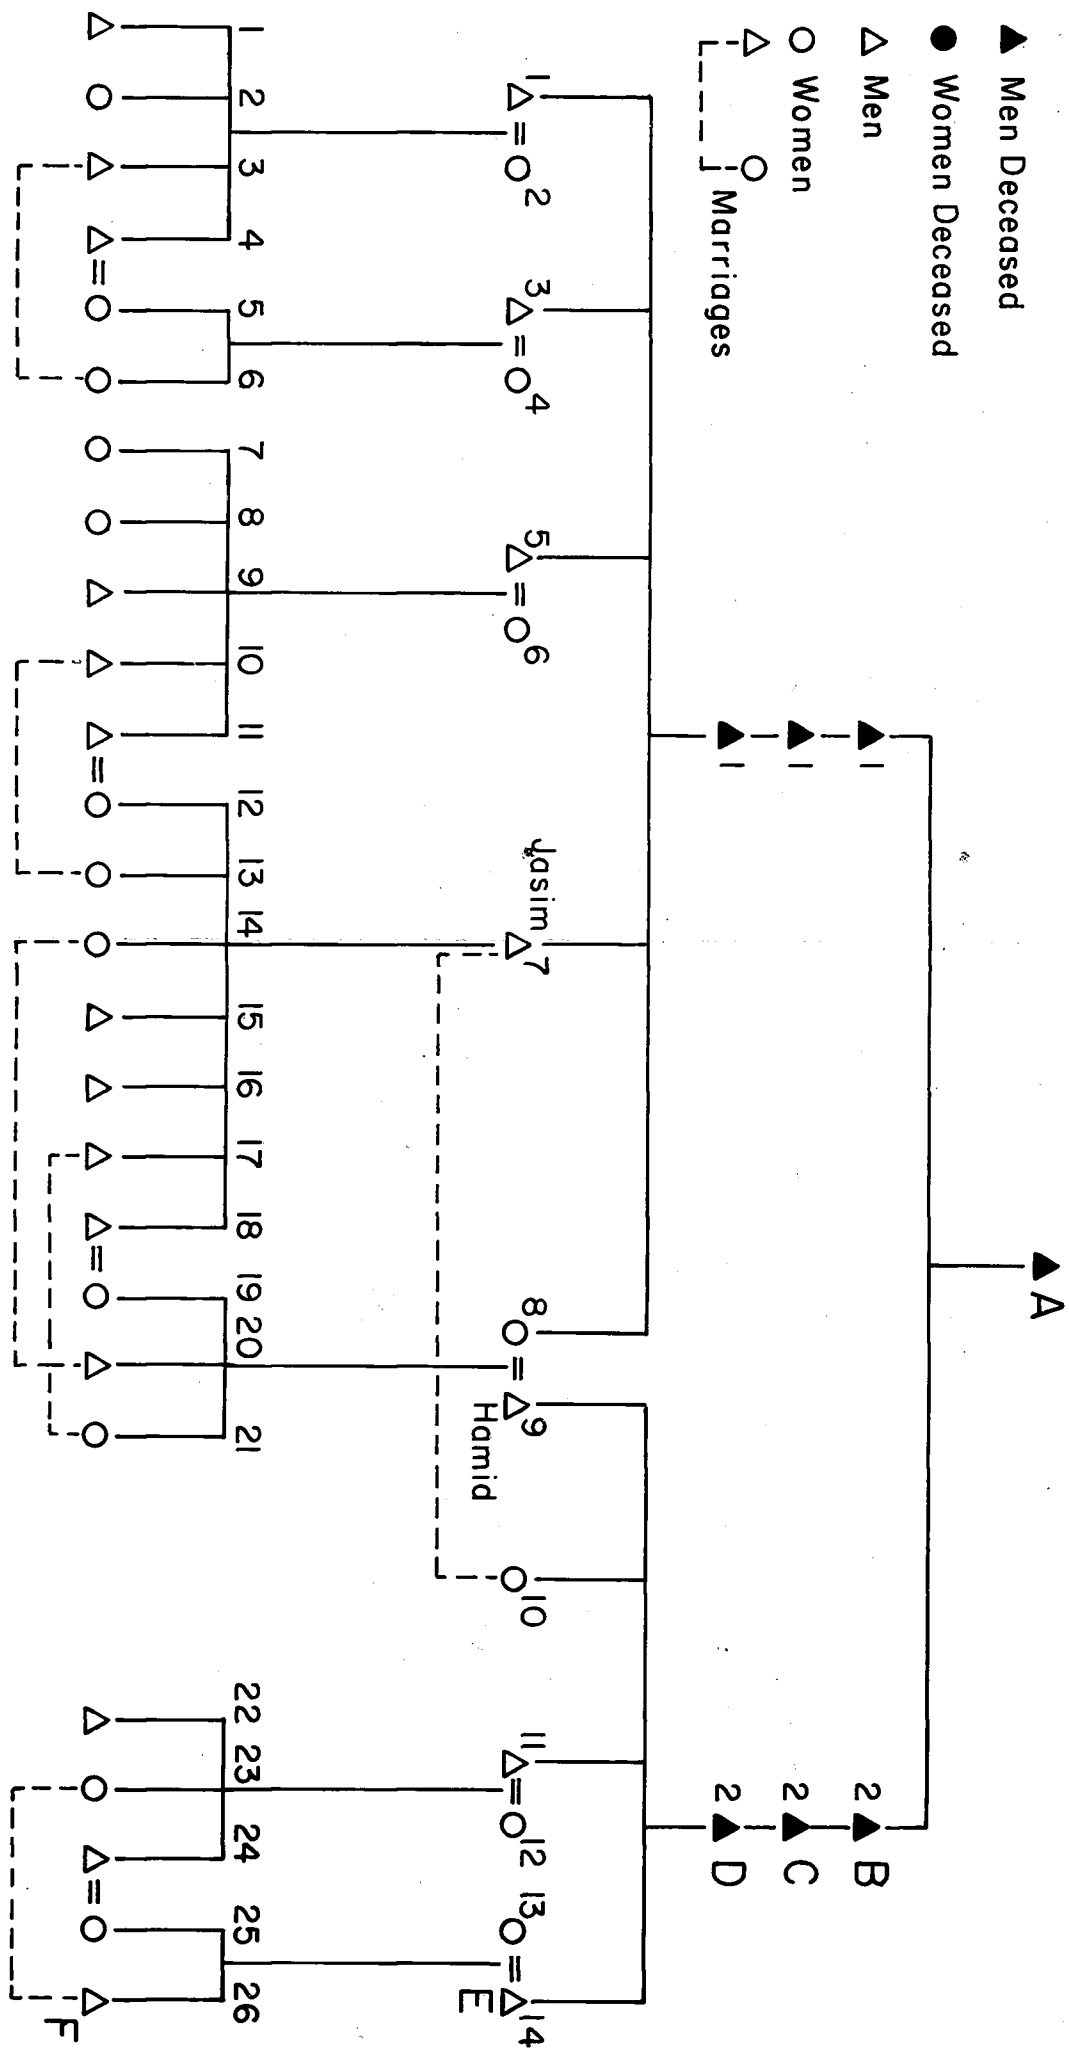 Men Deceased
Women Deceased
Men
Women
Marriages
A
1 2 B
1 2 C
1 2 D
1 2 3 4 5 6 Jasim 7 8 9 10 11 12 13 14 E
Hamid
1 2 3 4 5 6 7 8 9 10 11 12 13 14 15 16 17 18 19 20 21 22 23 24 25 26
F